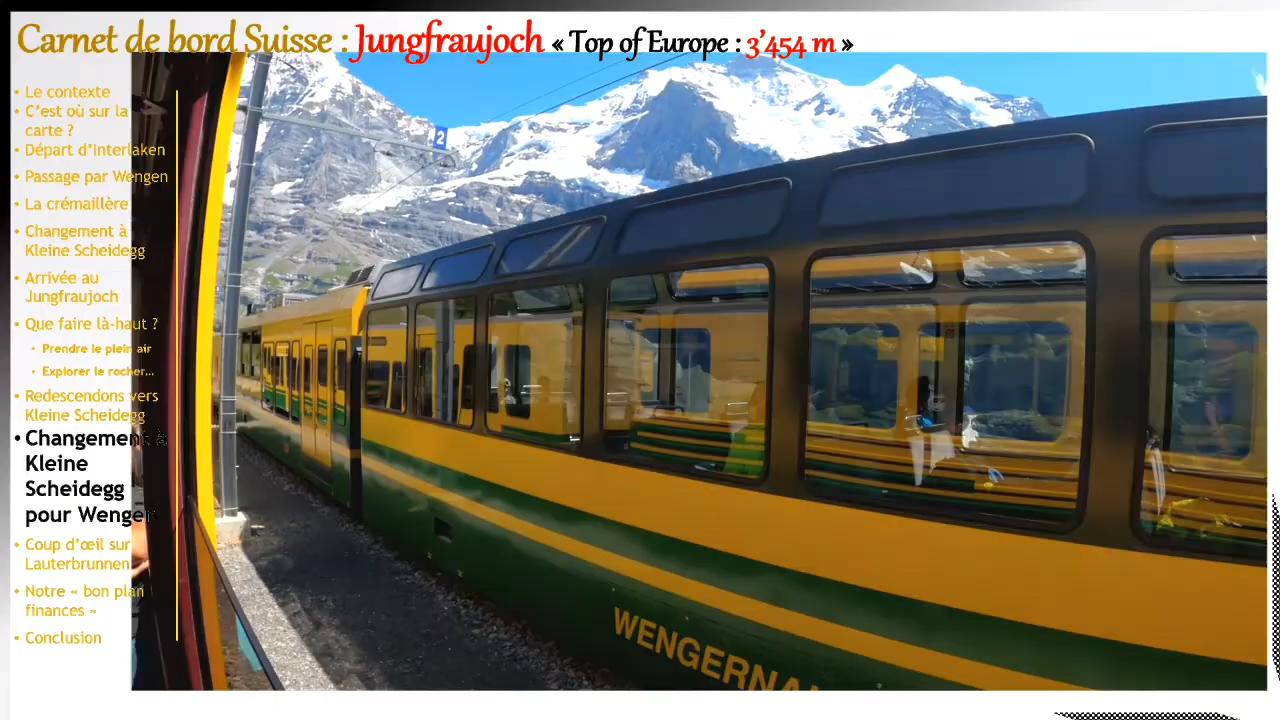 Carnet de bord Suisse : Jungfraujoch « Top of Europe : 3’454 m »
• Le contexte
• C’est où sur la
carte ?
• Départ d’Interlaken
• Passage par Wengen
• La crémaillère
• Changement à
Kleine Scheidegg
• Arrivée au
Jungfraujoch
• Que faire là-haut ?
• Prendre le plein air
• Explorer le rocher…
• Redescendons vers
Kleine Scheidegg
• Changement à
Kleine
Scheidegg
pour Wengen
• Coup d’œil sur
Lauterbrunnen
• Notre « bon plan
finances »
• Conclusion
2
WENGERNA